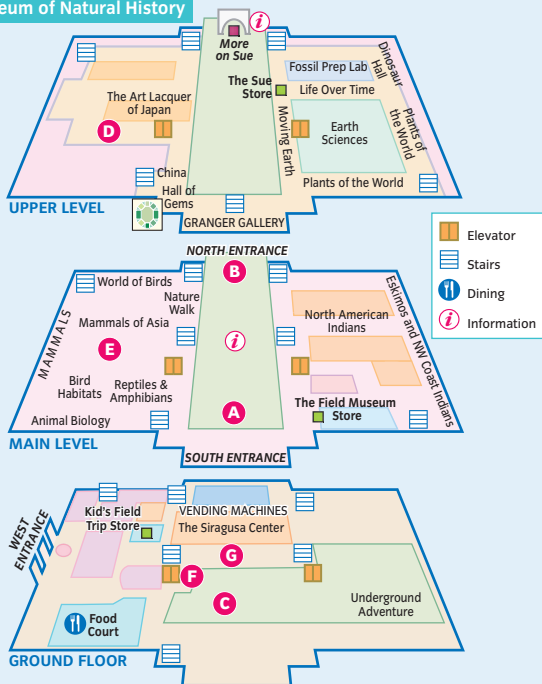 eum of Natural History
i
More
on Sue
Fossil Prep Lab
Dinosaur
Hall
The Sue
Store
Life Over Time
The Art Lacquer
of Japan
D
Moving Earth
Earth
Sciences
Plants of
the World
China
Hall of
Gems
Plants of the World
UPPER LEVEL
GRANGER GALLERY
Elevator
Stairs
Dining
i Information
NORTH ENTRANCE
B
World of Birds
Nature
Walk
MAMMALS
Mammals of Asia
E
i
North American
Indians
Eskimos and NW Coast Indians
Bird
Habitats
Reptiles &
Amphibians
Animal Biology
A
The Field Museum
Store
MAIN LEVEL
SOUTH ENTRANCE
Kid's Field
Trip Store
VENDING MACHINES
The Siragusa Center
WEST
ENTRANCE
G
F
C
Underground
Adventure
Food
Court
GROUND FLOOR